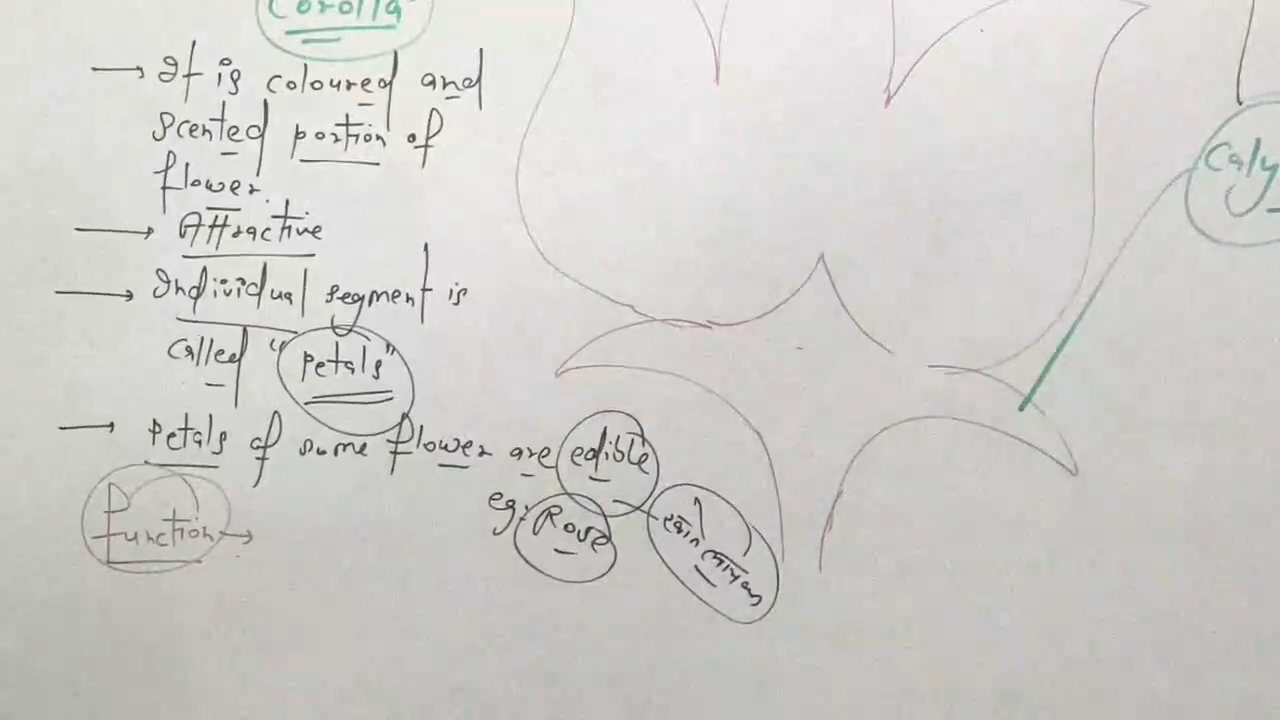 Corolla
→ It is coloured and
scented portion of
flower.
→ Attractive
→ Individual segment is
called "petals"
→ petals of some flower are edible
eg: Rose
function →
Caly